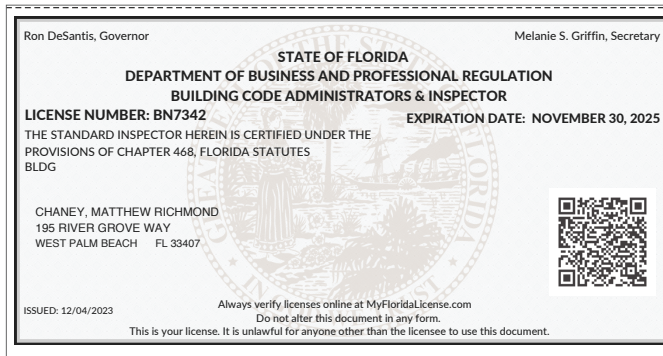 Ron DeSantis, Governor
Melanie S. Griffin, Secretary
STATE OF FLORIDA
DEPARTMENT OF BUSINESS AND PROFESSIONAL REGULATION
BUILDING CODE ADMINISTRATORS & INSPECTOR
LICENSE NUMBER: BN7342
EXPIRATION DATE: NOVEMBER 30, 2025
THE STANDARD INSPECTOR HEREIN IS CERTIFIED UNDER THE
PROVISIONS OF CHAPTER 468, FLORIDA STATUTES
BLDG
CHANEY, MATTHEW RICHMOND
195 RIVER GROVE WAY
WEST PALM BEACH FL 33407
ISSUED: 12/04/2023
Always verify licenses online at MyFloridaLicense.com
Do not alter this document in any form.
This is your license. It is unlawful for anyone other than the licensee to use this document.